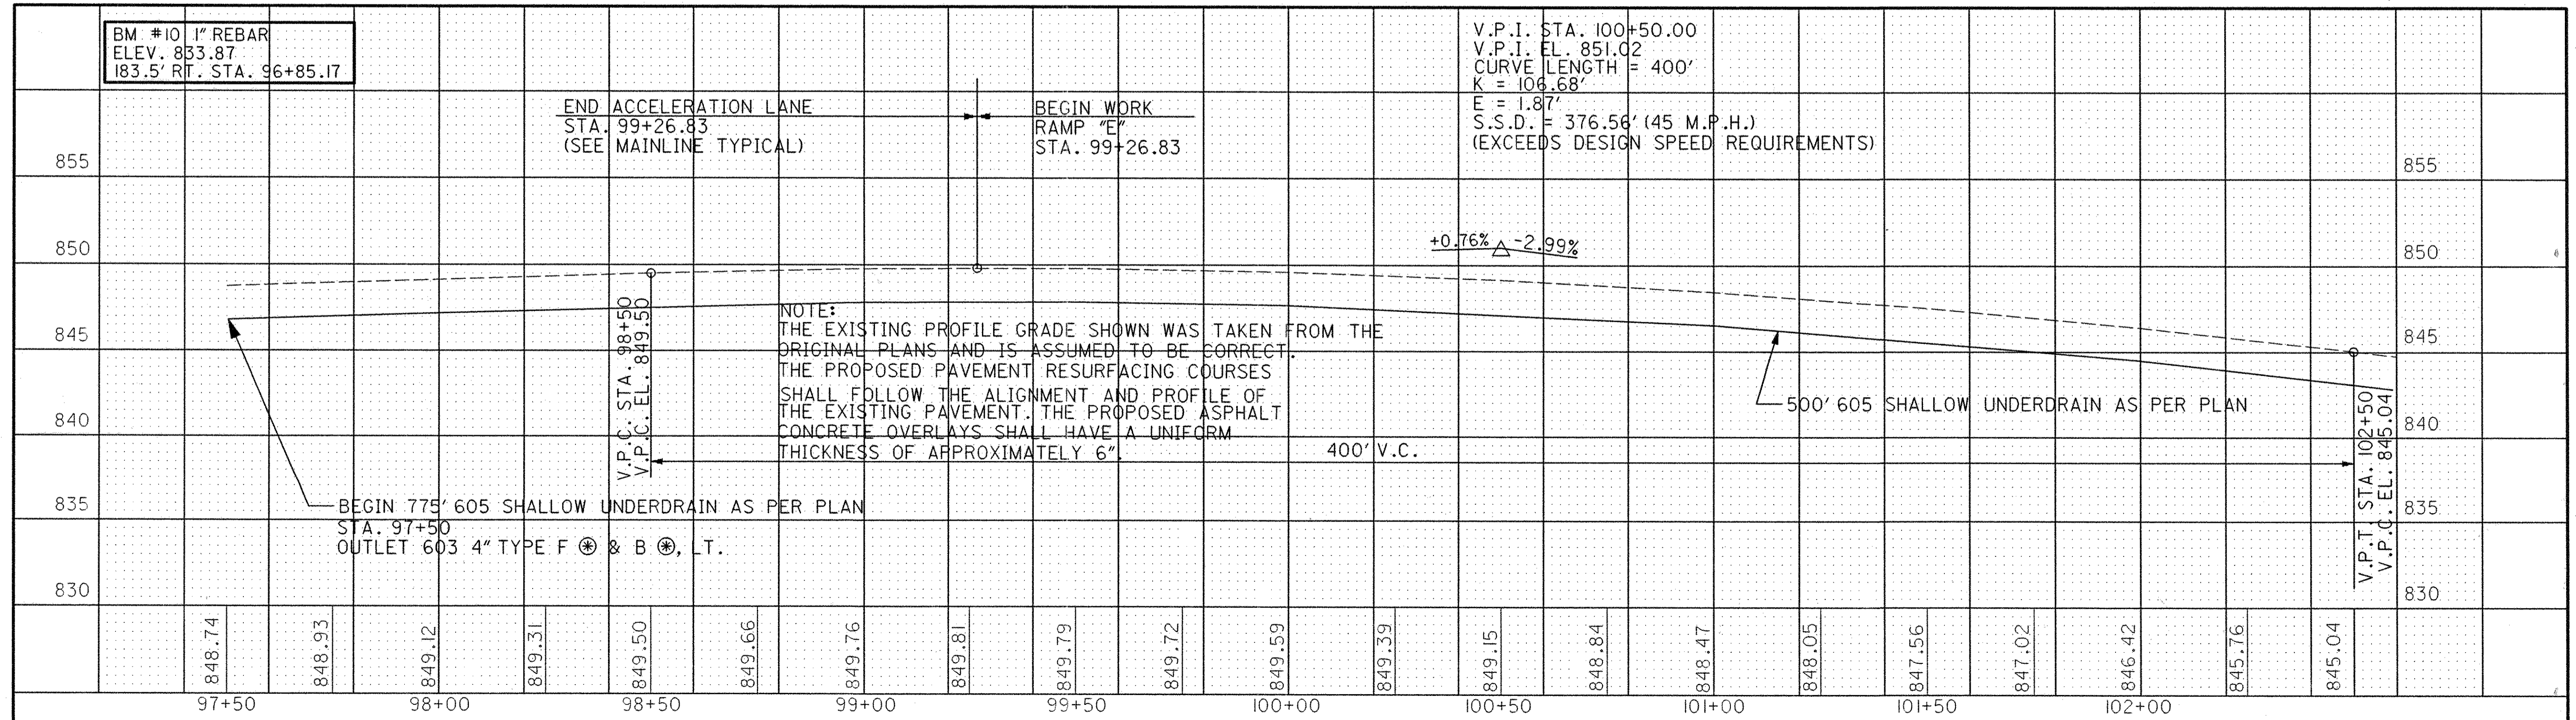 BM #10 1" REBAR
ELEV. 833.87
183.5' RT. STA. 96+85.17
V.P.I. STA. 100+50.00
V.P.I. EL. 851.02
CURVE LENGTH = 400'
K = 106.68'
E = 1.87'
S.S.D. = 376.56' (45 M.P.H.)
(EXCEEDS DESIGN SPEED REQUIREMENTS)
END ACCELERATION LANE
STA. 99+26.83
(SEE MAINLINE TYPICAL)
BEGIN WORK
RAMP "E"
STA. 99+26.83
855
855
850
850
+0.76%
-2.99%
845
845
840
840
835
835
830
830
V.P.C. STA. 98+50
V.P.C. EL. 849.50
NOTE:
THE EXISTING PROFILE GRADE SHOWN WAS TAKEN FROM THE
ORIGINAL PLANS AND IS ASSUMED TO BE CORRECT.
THE PROPOSED PAVEMENT RESURFACING COURSES
SHALL FOLLOW THE ALIGNMENT AND PROFILE OF
THE EXISTING PAVEMENT. THE PROPOSED ASPHALT
CONCRETE OVERLAYS SHALL HAVE A UNIFORM
THICKNESS OF APPROXIMATELY 6".
400' V.C.
500' 605 SHALLOW UNDERDRAIN AS PER PLAN
V.P.T. STA. 102+50
V.P.C. EL. 845.04
BEGIN 775' 605 SHALLOW UNDERDRAIN AS PER PLAN
STA. 97+50
OUTLET 603 4" TYPE F ⊛ & B ⊛, LT.
848.74
848.93
849.12
849.31
849.50
849.66
849.76
849.81
849.79
849.72
849.59
849.39
849.15
848.84
848.47
848.05
847.56
847.02
846.42
845.76
845.04
97+50
98+00
98+50
99+00
99+50
100+00
100+50
101+00
101+50
102+00